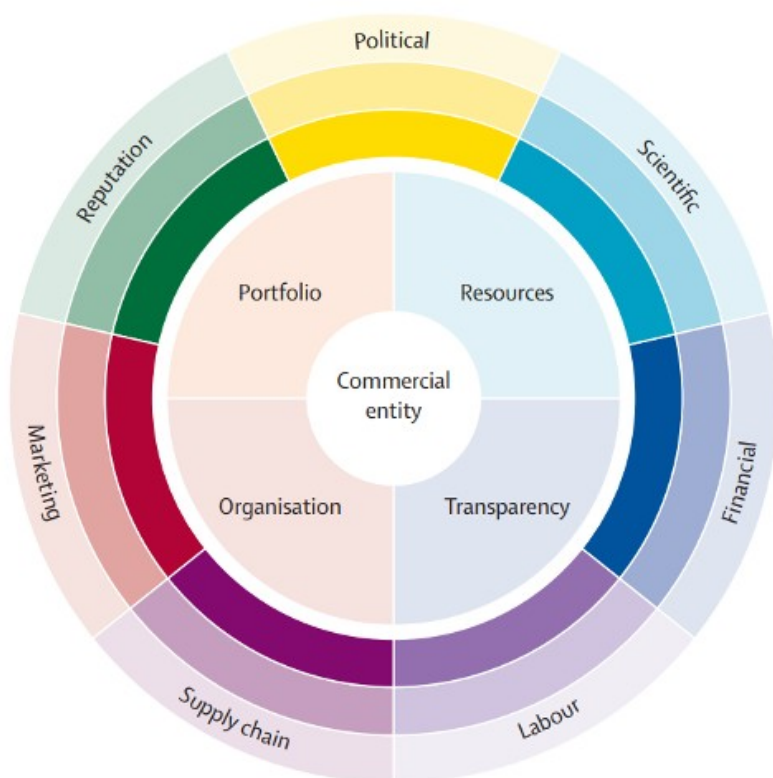 Political
Scientific
Reputation
Portfolio
Resources
Commercial
entity
Marketing
Financial
Organisation
Transparency
Supply chain
Labour